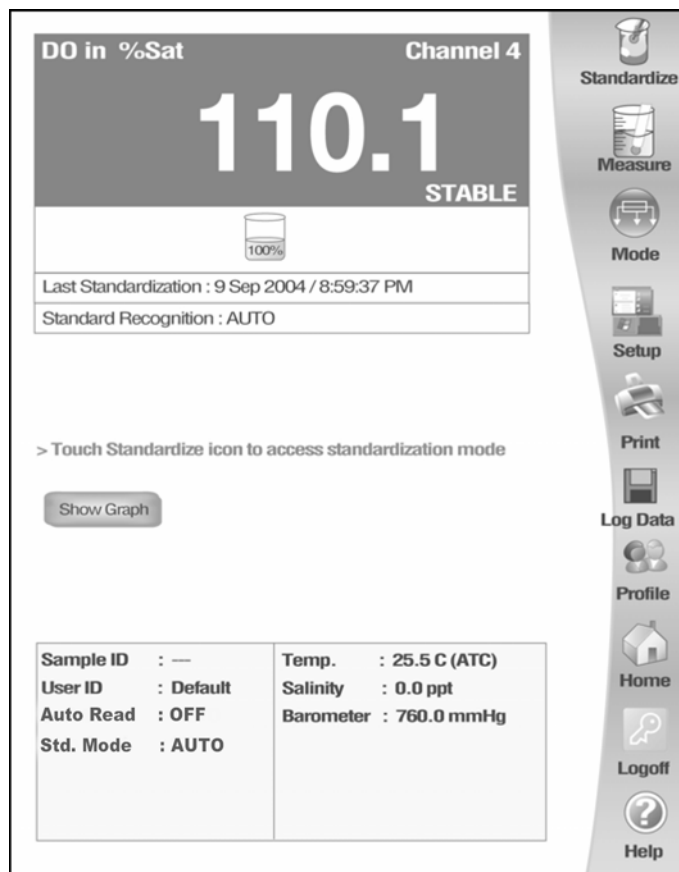 DO in %Sat Channel 4
110.1
STABLE
100%
Last Standardization : 9 Sep 2004 / 8:59:37 PM
Standard Recognition : AUTO
> Touch Standardize icon to access standardization mode
Show Graph
Sample ID : ---
User ID : Default
Auto Read : OFF
Std. Mode : AUTO
Temp. : 25.5 C (ATC)
Salinity : 0.0 ppt
Barometer : 760.0 mmHg
Standardize
Measure
Mode
Setup
Print
Log Data
Profile
Home
Logoff
Help